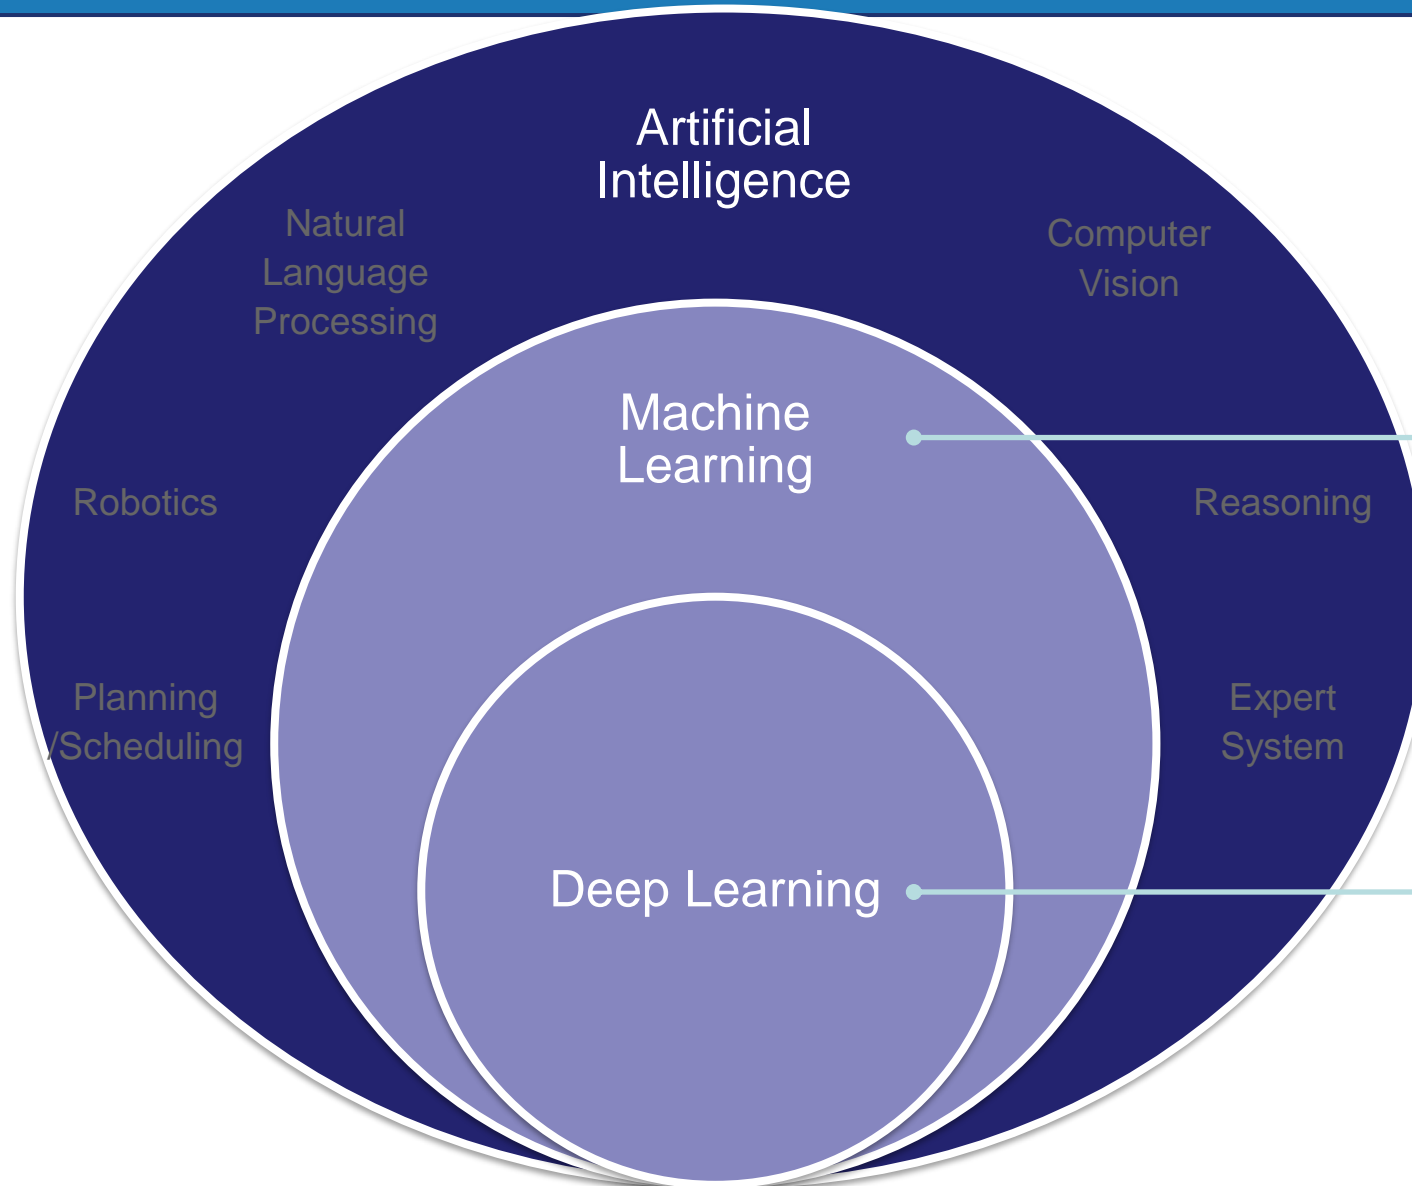 Artificial
Intelligence
Natural
Language
Processing
Computer
Vision
Machine
Learning
Robotics
Reasoning
Planning
/Scheduling
Expert
System
Deep Learning